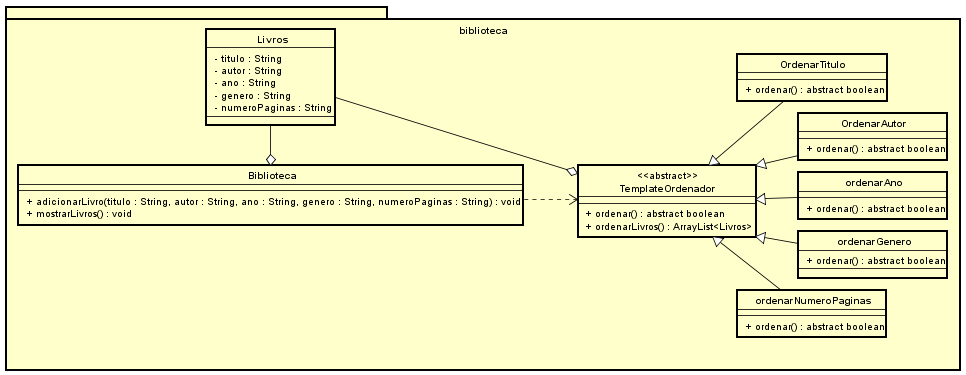 biblioteca
Livros
- titulo : String
- autor : String
- ano : String
- genero : String
- numeroPaginas : String
Biblioteca
+ adicionarLivro(titulo : String, autor : String, ano : String, genero : String, numeroPaginas : String) : void
+ mostrarLivros() : void
<<abstract>>
TemplateOrdenador
+ ordenar() : abstract boolean
+ ordenarLivros() : ArrayList<Livros>
OrdenarTitulo
+ ordenar() : abstract boolean
OrdenarAutor
+ ordenar() : abstract boolean
ordenarAno
+ ordenar() : abstract boolean
ordenarGenero
+ ordenar() : abstract boolean
ordenarNumeroPaginas
+ ordenar() : abstract boolean